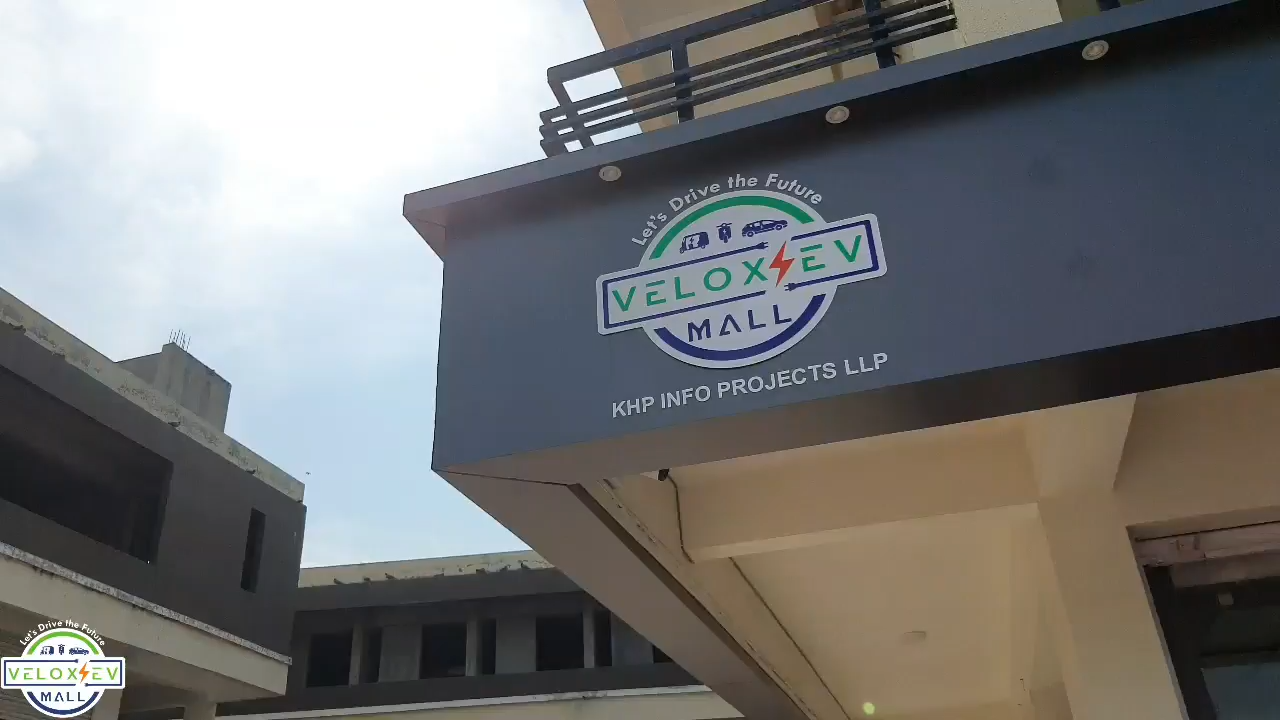 Let's Drive the Future
VELOX EV
MALL
KHP INFO PROJECTS LLP
Let's Drive the Future
VELOX EV
MALL